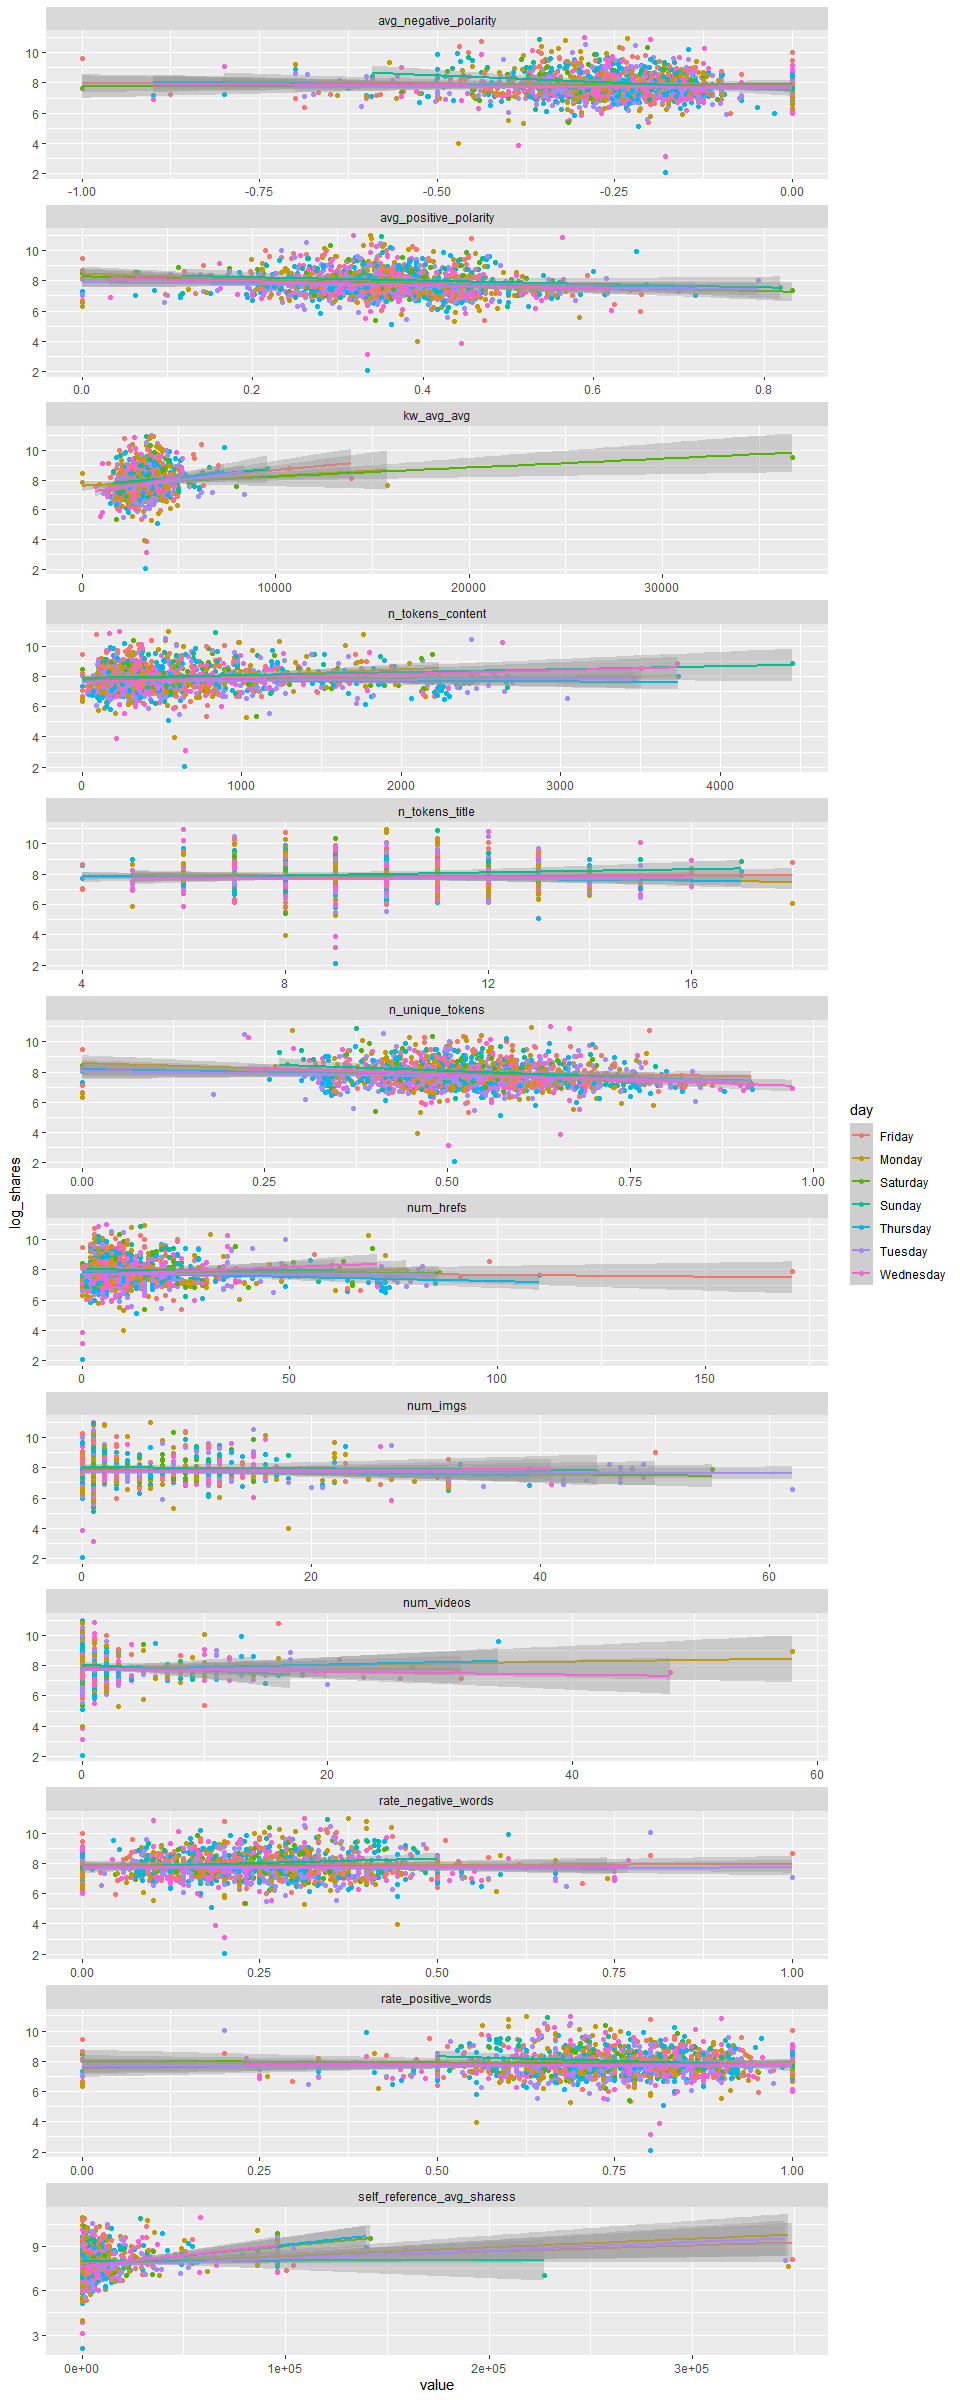 avg_negative_polarity
10
8
6
4
2
-1.00 -0.75 -0.50 -0.25 0.00
avg_positive_polarity
10
8
6
4
2
0.0 0.2 0.4 0.6 0.8
kw_avg_avg
10
8
6
4
2
0 10000 20000 30000
n_tokens_content
10
8
6
4
2
0 1000 2000 3000 4000
n_tokens_title
10
8
6
4
2
4 8 12 16
n_unique_tokens
10
8
6
4
2
0.00 0.25 0.50 0.75 1.00
num_hrefs
10
8
6
4
2
0 50 100 150
num_imgs
10
8
6
4
2
0 20 40 60
num_videos
10
8
6
4
2
0 20 40 60
rate_negative_words
10
8
6
4
2
0.00 0.25 0.50 0.75 1.00
rate_positive_words
10
8
6
4
2
0.00 0.25 0.50 0.75 1.00
self_reference_avg_sharess
9
6
3
0e+00 1e+05 2e+05 3e+05
value
log_shares
day
Friday
Monday
Saturday
Sunday
Thursday
Tuesday
Wednesday